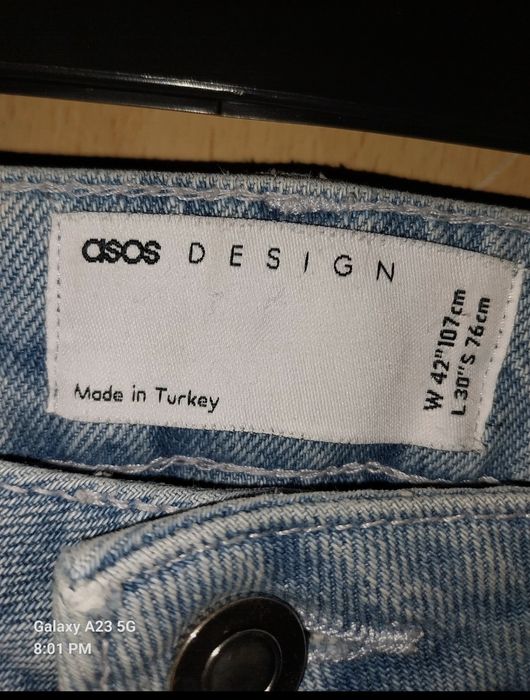 asos DESIGN
W 42"107cm
L 30"S 76cm
Made in Turkey
Galaxy A23 5G
8:01 PM